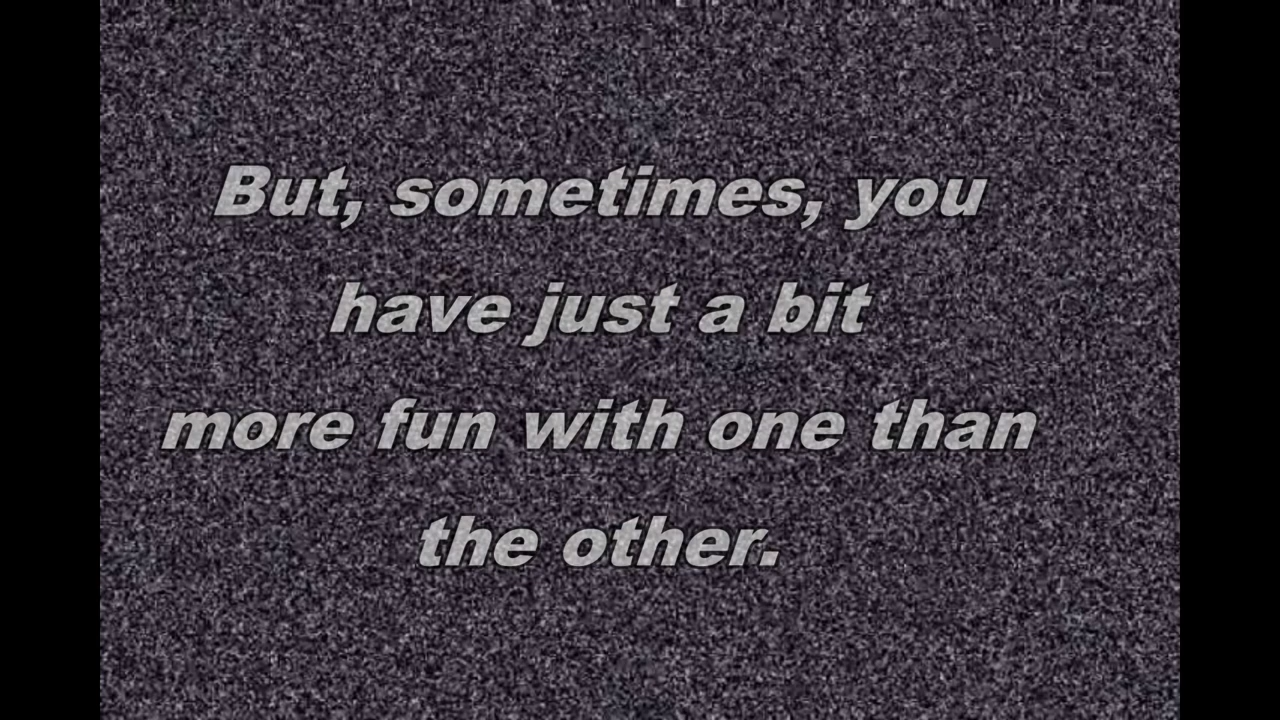 But, sometimes, you
have just a bit
more fun with one than
the other.